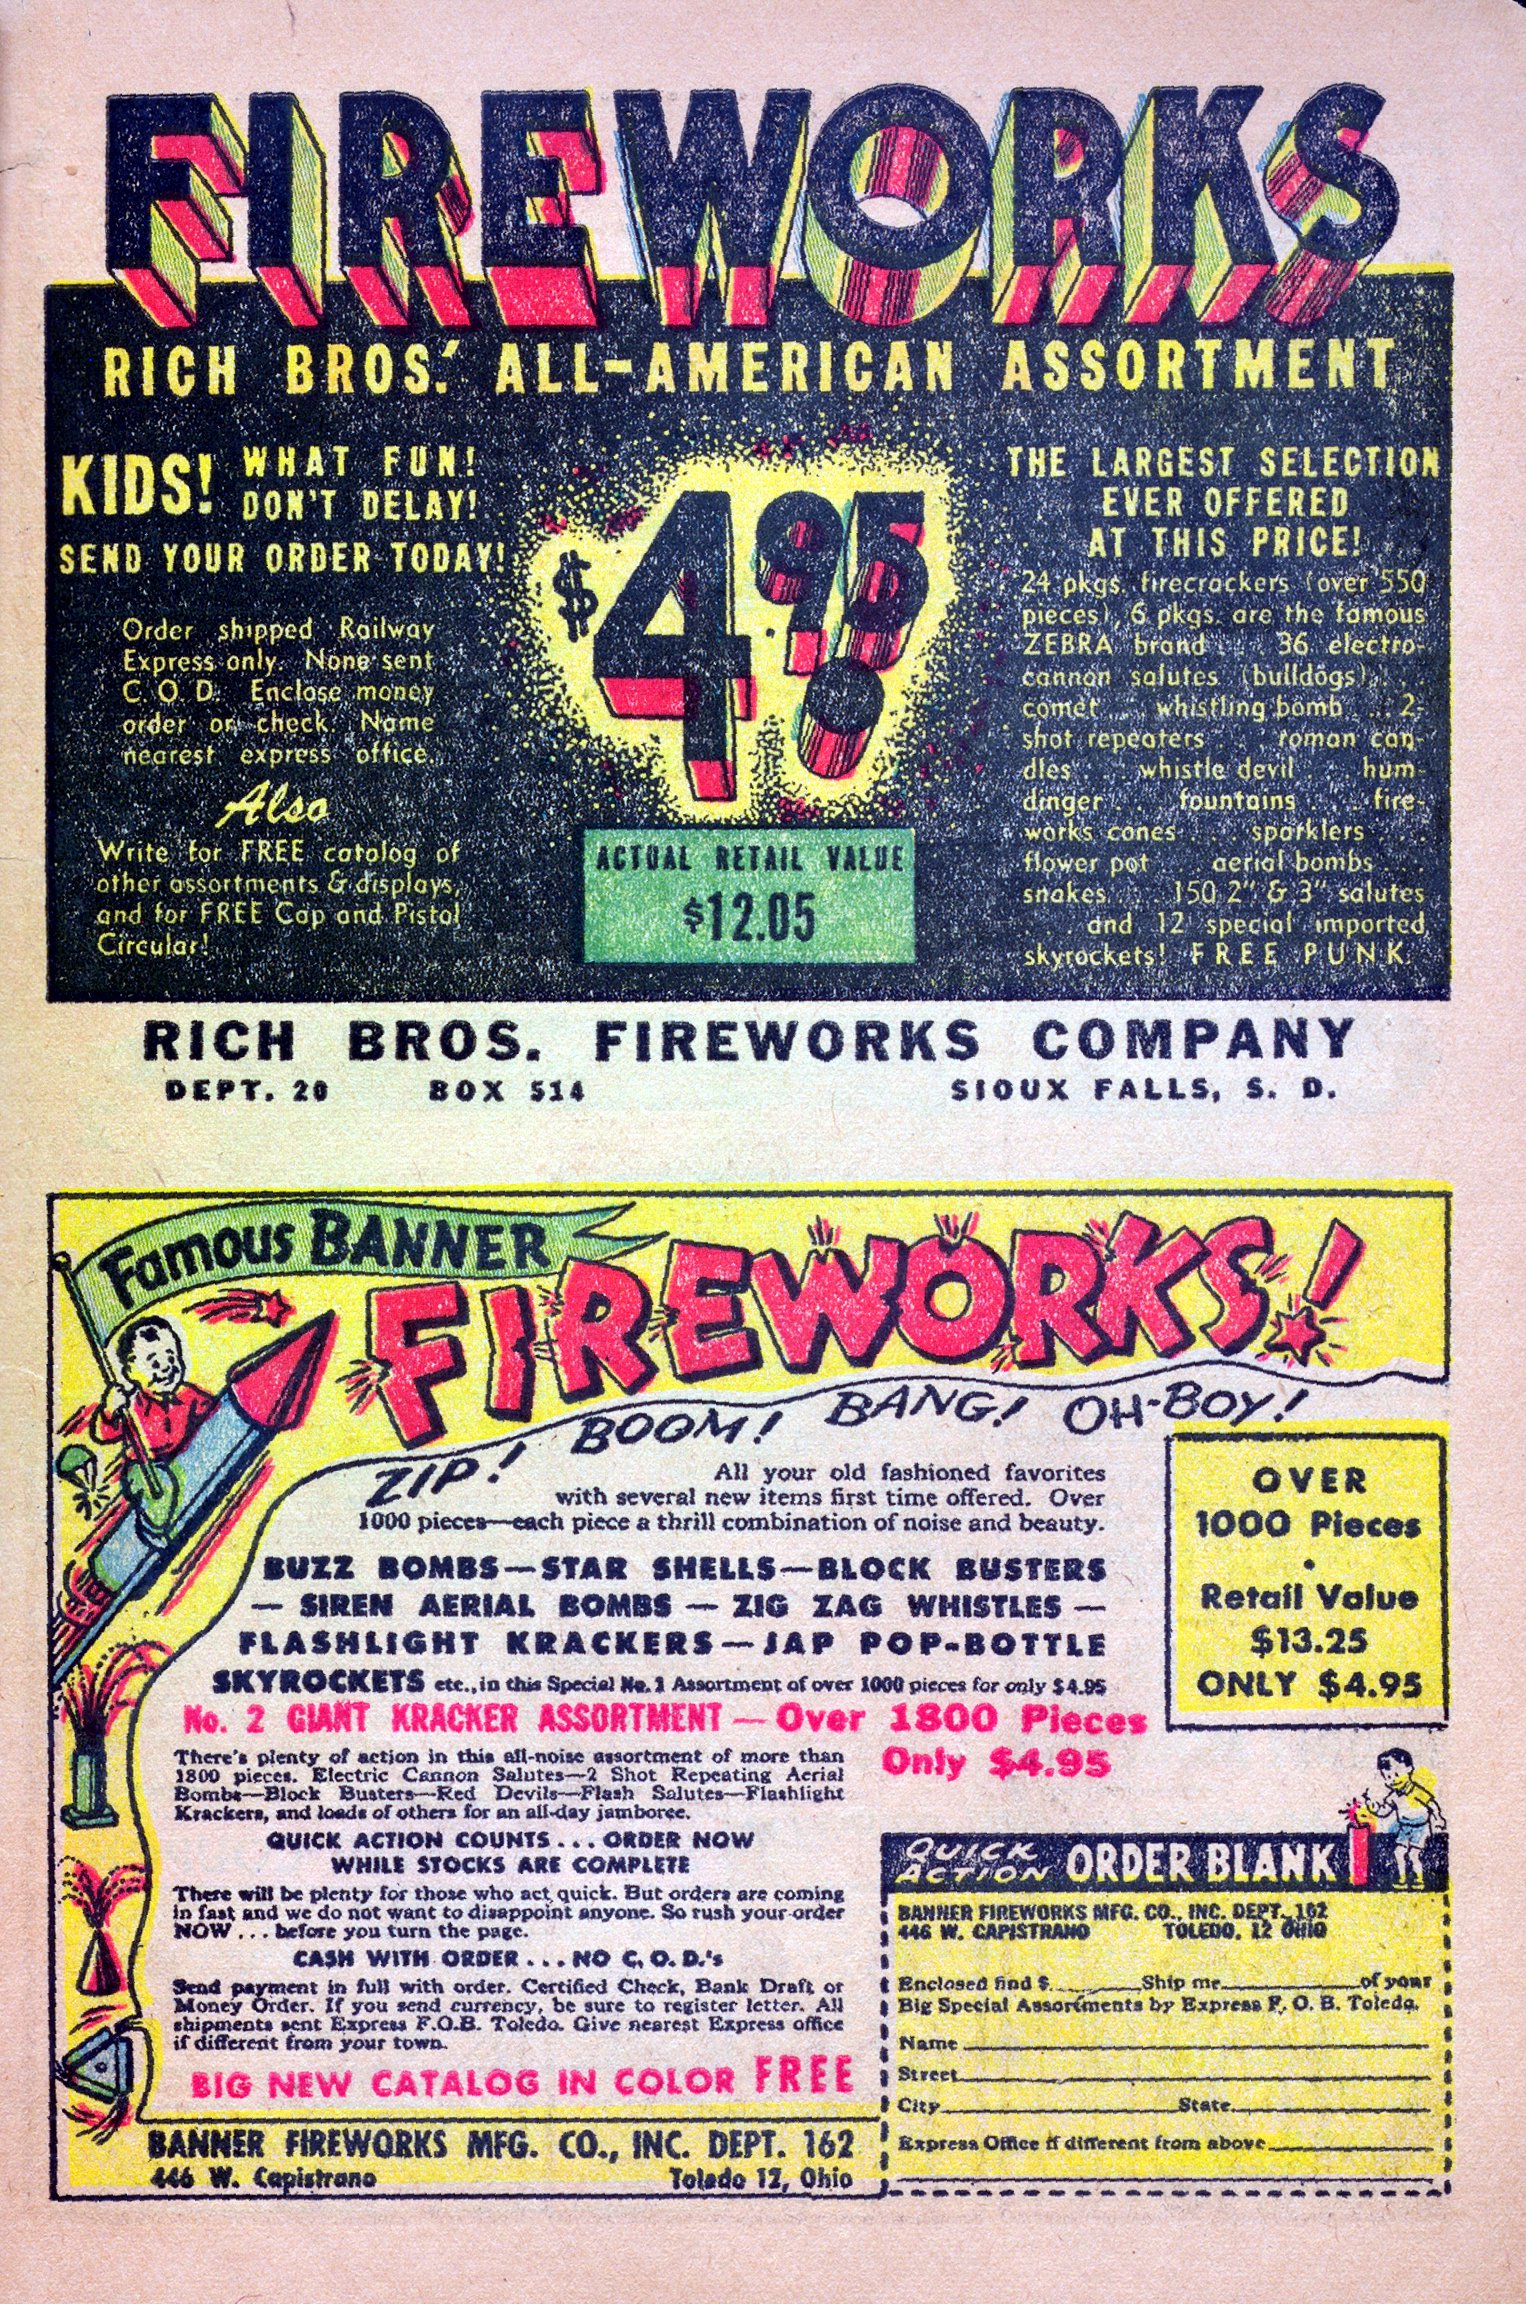 FIREWORKS
RICH BROS.' ALL-AMERICAN ASSORTMENT
KIDS! WHAT FUN!
DON'T DELAY!
SEND YOUR ORDER TODAY!
Order shipped Railway
Express only. None sent
C. O. D. Enclose money
order or check. Name
nearest express office.
Also
Write for FREE catalog of
other assortments & displays,
and for FREE Cap and Pistol
Circular!
$4.95
ACTUAL RETAIL VALUE
$12.05
THE LARGEST SELECTION
EVER OFFERED
AT THIS PRICE!
24 pkgs. firecrackers (over 550
pieces), 6 pkgs. are the famous
ZEBRA brand . . . 36 electro-
cannon salutes (bulldogs) . . .
comet . . . whistling bomb . . . 2-
shot repeaters . . . roman can-
dles . . . whistle devil . . . hum-
dinger . . . fountains . . . fire-
works cones . . . sparklers . . .
flower pot . . . aerial bombs . . .
snakes . . . 150 2" & 3" salutes
. . . and 12 special imported
skyrockets! FREE PUNK.
RICH BROS. FIREWORKS COMPANY
DEPT. 20 BOX 514 SIOUX FALLS, S. D.
Famous BANNER
FIREWORKS!
ZIP! BOOM! BANG! OH-BOY!
All your old fashioned favorites
with several new items first time offered. Over
1000 pieces—each piece a thrill combination of noise and beauty.
BUZZ BOMBS—STAR SHELLS—BLOCK BUSTERS
— SIREN AERIAL BOMBS — ZIG ZAG WHISTLES —
FLASHLIGHT KRACKERS—JAP POP-BOTTLE
SKYROCKETS etc., in this Special No. 1 Assortment of over 1000 pieces for only $4.95
OVER
1000 Pieces
•
Retail Value
$13.25
ONLY $4.95
No. 2 GIANT KRACKER ASSORTMENT — Over 1800 Pieces
Only $4.95
There's plenty of action in this all-noise assortment of more than
1800 pieces. Electric Cannon Salutes—2 Shot Repeating Aerial
Bombs—Block Busters—Red Devils—Flash Salutes—Flashlight
Krackers, and loads of others for an all-day jamboree.
QUICK ACTION COUNTS . . . ORDER NOW
WHILE STOCKS ARE COMPLETE
There will be plenty for those who act quick. But orders are coming
in fast and we do not want to disappoint anyone. So rush your order
NOW . . . before you turn the page.
CASH WITH ORDER . . . NO C. O. D.'s
Send payment in full with order. Certified Check, Bank Draft or
Money Order. If you send currency, be sure to register letter. All
shipments sent Express F.O.B. Toledo. Give nearest Express office
if different from your town.
BIG NEW CATALOG IN COLOR FREE
BANNER FIREWORKS MFG. CO., INC. DEPT. 162
446 W. Capistrano Toledo 12, Ohio
QUICK ACTION ORDER BLANK
BANNER FIREWORKS MFG. CO., INC. DEPT. 162
446 W. CAPISTRANO TOLEDO, 12 OHIO
Enclosed find $ Ship me of your
Big Special Assortments by Express F. O. B. Toledo.
Name
Street
City State
Express Office if different from above